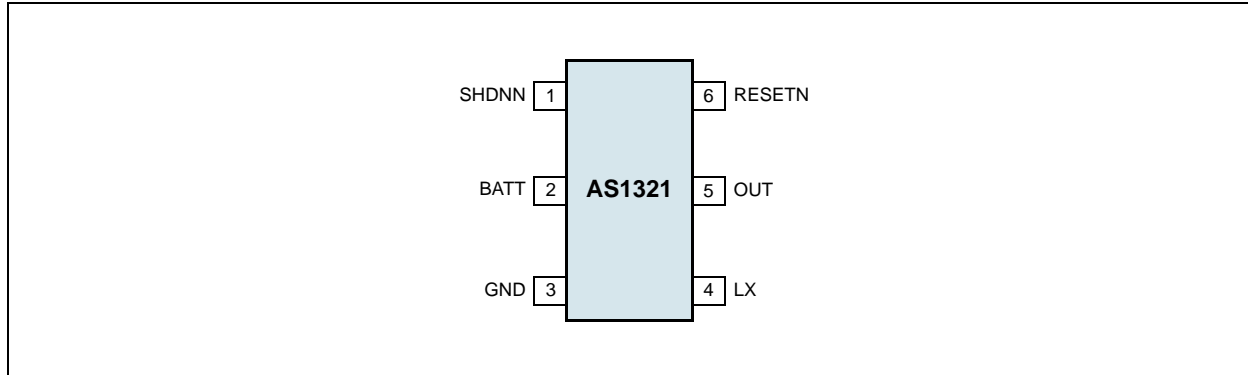 SHDNN 1 6 RESETN
BATT 2 AS1321 5 OUT
GND 3 4 LX